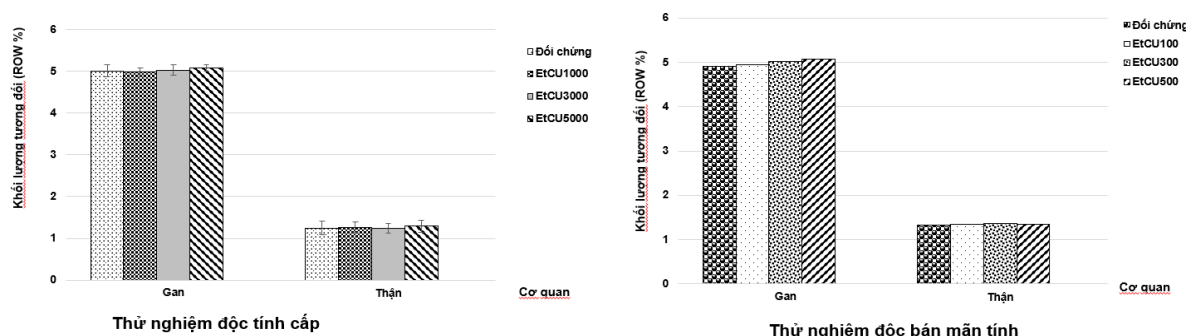 Khối lượng tương đối (ROW %)
6
5
4
3
2
1
0
Gan
Thận
Cơ quan
Đối chứng
EtCU1000
EtCU3000
EtCU5000
Thử nghiệm độc tính cấp
Khối lượng tương đối (ROW %)
6
5
4
3
2
1
0
Gan
Thận
Cơ quan
Đối chứng
EtCU100
EtCU300
EtCU500
Thử nghiệm độc bán mãn tính